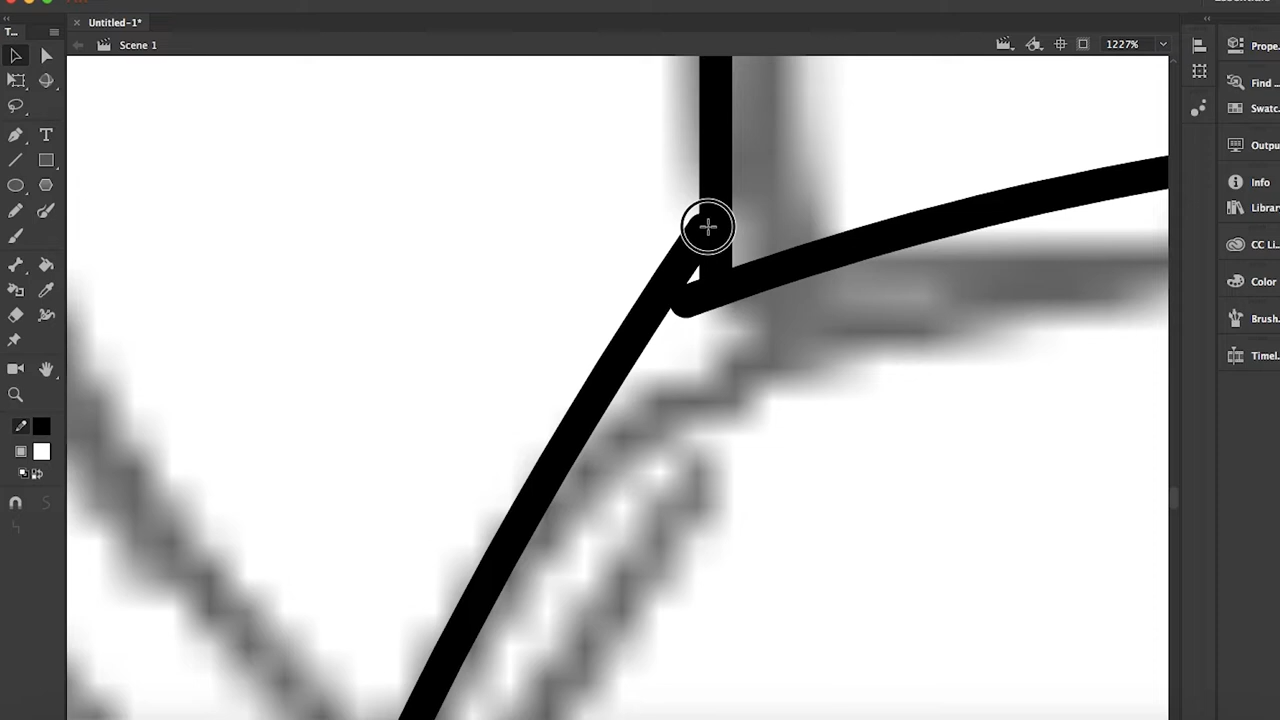 Untitled-1*
T...
Scene 1
1227%
Prope...
Find ...
Swatc...
Outpu
Info
Librar
CC Li...
Color
Brush...
Timel...